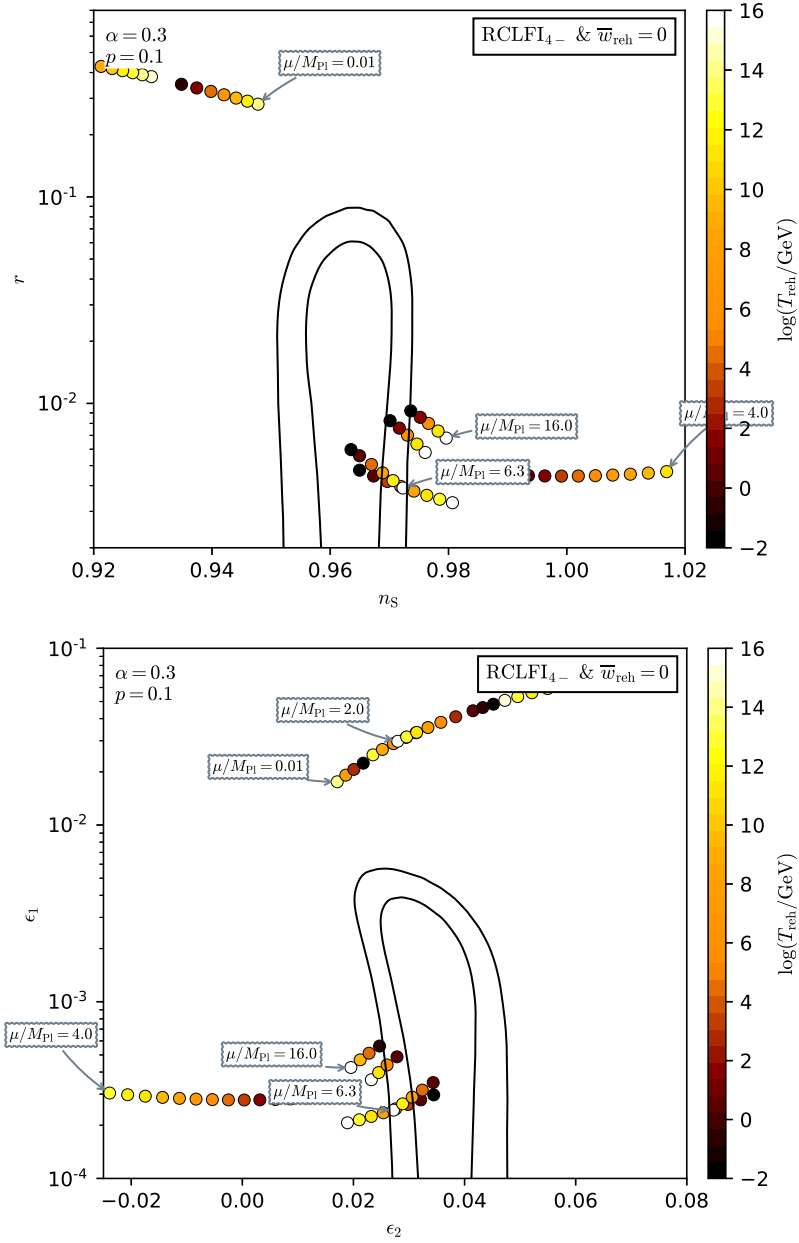 α = 0.3
p = 0.1
RCLFI4− & w̅reh = 0
μ/MPl = 0.01
μ/MPl = 16.0
μ/MPl = 4.0
μ/MPl = 6.3
10⁻¹
10⁻²
r
0.92 0.94 0.96 0.98 1.00 1.02
nS
16
14
12
10
8
6
4
2
0
−2
log(Treh/GeV)
α = 0.3
p = 0.1
RCLFI4− & w̅reh = 0
μ/MPl = 2.0
μ/MPl = 0.01
μ/MPl = 4.0
μ/MPl = 16.0
μ/MPl = 6.3
10⁻¹
10⁻²
10⁻³
10⁻⁴
ϵ1
−0.02 0.00 0.02 0.04 0.06 0.08
ϵ2
16
14
12
10
8
6
4
2
0
−2
log(Treh/GeV)